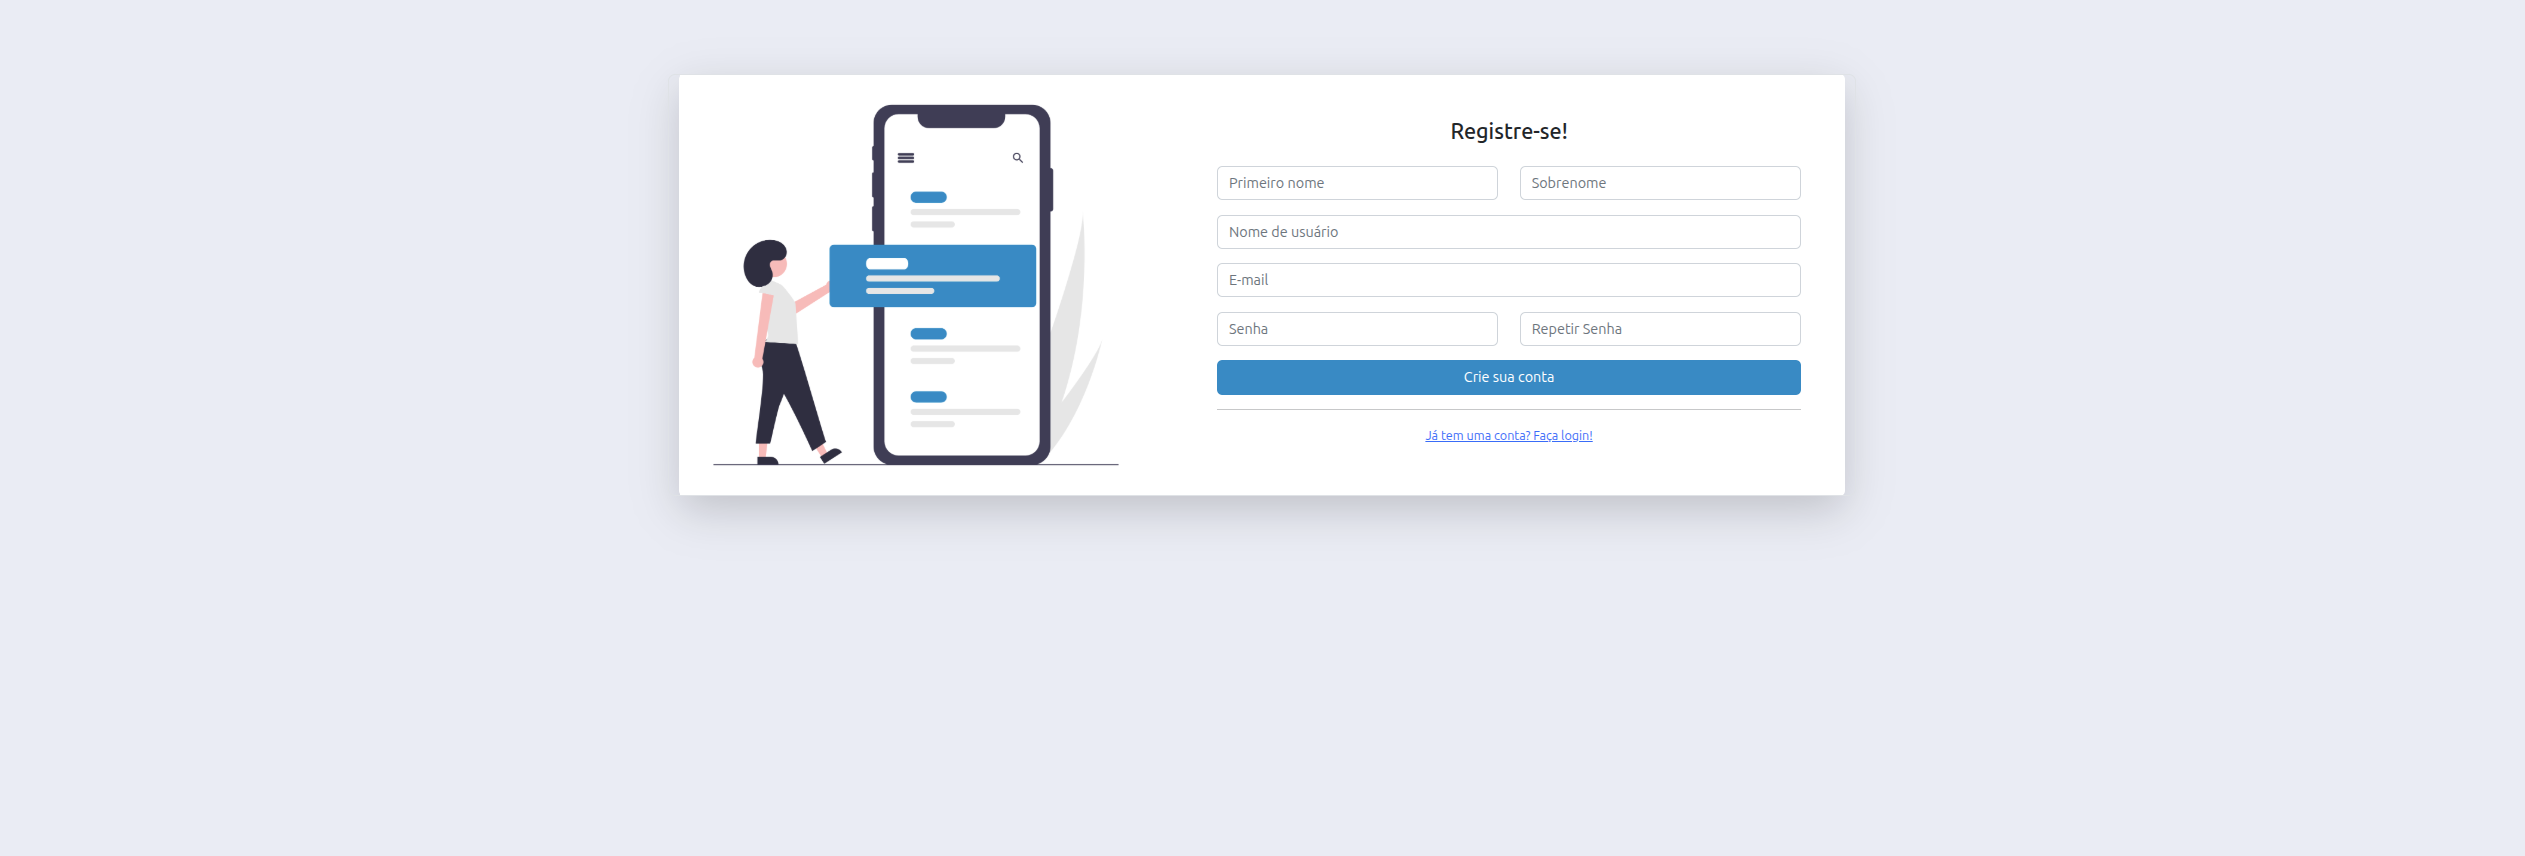 Registre-se!
Primeiro nome
Sobrenome
Nome de usuário
E-mail
Senha
Repetir Senha
Crie sua conta
Já tem uma conta? Faça login!